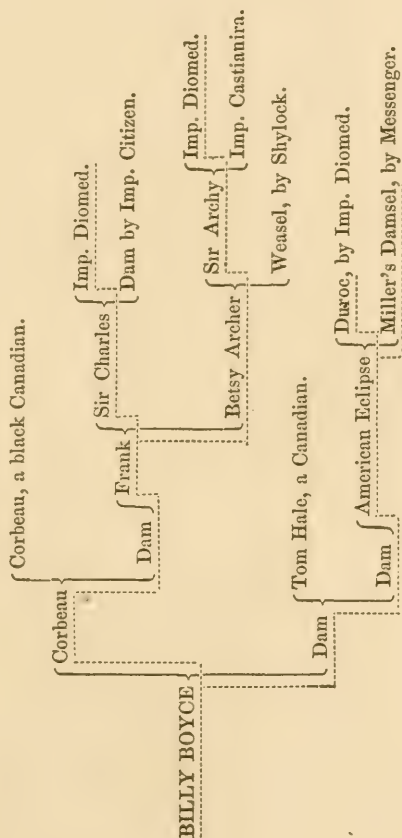 Corbeau, a black Canadian.
Corbeau
Imp. Diomed.
Sir Charles
Frank
Dam by Imp. Citizen.
Dam
BILLY BOYCE
Imp. Diomed.
Sir Archy
Betsy Archer
Imp. Castianira.
Weasel, by Shylock.
Tom Hale, a Canadian.
Dam
Duroc, by Imp. Diomed.
American Eclipse
Dam
Miller's Damsel, by Messenger.